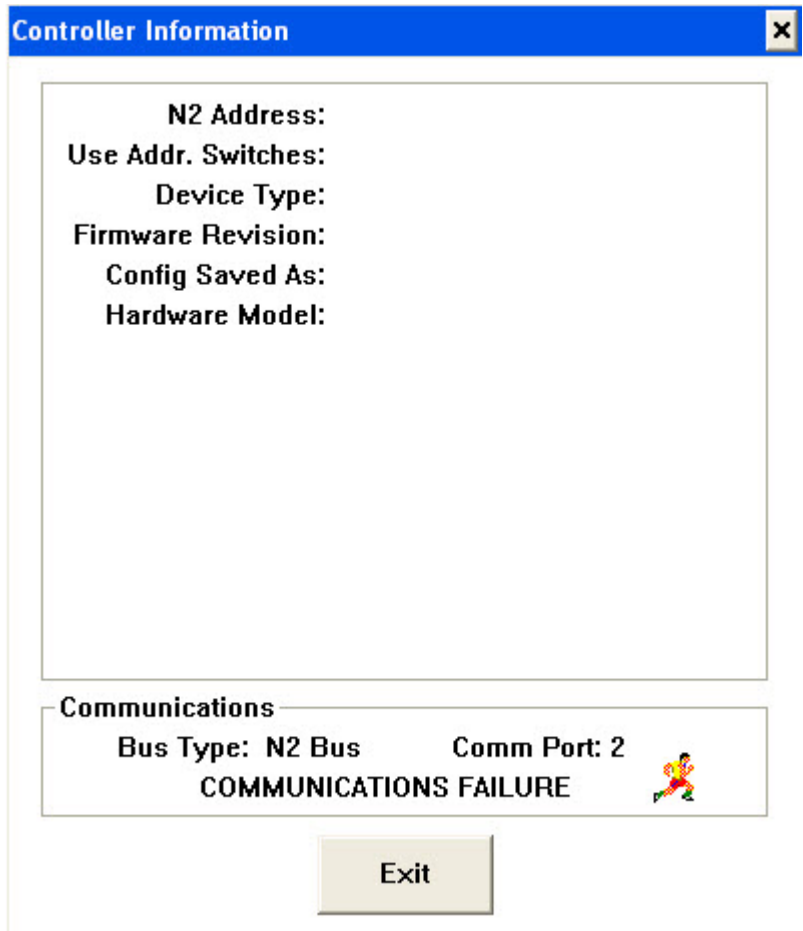 Controller Information
N2 Address:
Use Addr. Switches:
Device Type:
Firmware Revision:
Config Saved As:
Hardware Model:
Communications
Bus Type: N2 Bus Comm Port: 2
COMMUNICATIONS FAILURE
Exit